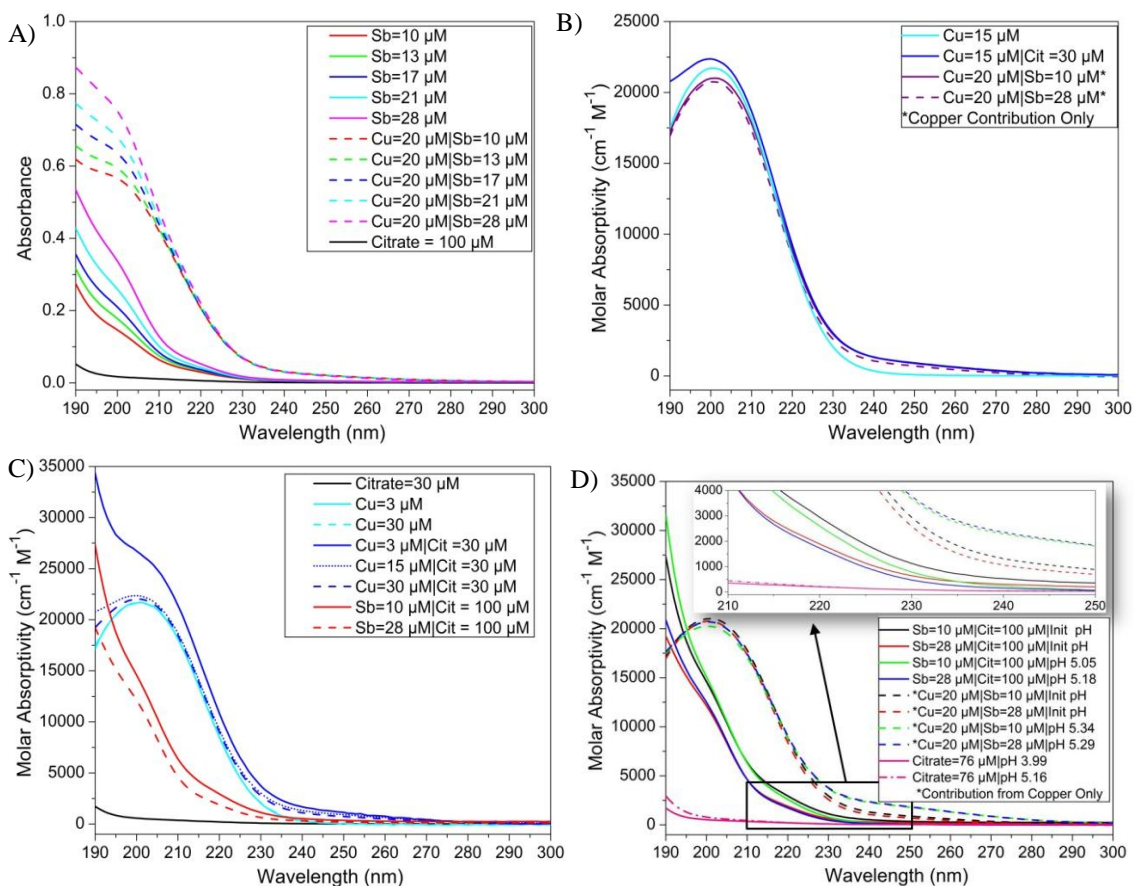 A)
1.0
0.8
0.6
0.4
0.2
0.0
Absorbance
190 200 210 220 230 240 250 260 270 280 290 300
Wavelength (nm)
Sb=10 µM
Sb=13 µM
Sb=17 µM
Sb=21 µM
Sb=28 µM
Cu=20 µM|Sb=10 µM
Cu=20 µM|Sb=13 µM
Cu=20 µM|Sb=17 µM
Cu=20 µM|Sb=21 µM
Cu=20 µM|Sb=28 µM
Citrate = 100 µM
B)
25000
20000
15000
10000
5000
0
Molar Absorptivity (cm⁻¹ M⁻¹)
190 200 210 220 230 240 250 260 270 280 290 300
Wavelength (nm)
Cu=15 µM
Cu=15 µM|Cit =30 µM
Cu=20 µM|Sb=10 µM*
Cu=20 µM|Sb=28 µM*
*Copper Contribution Only
C)
35000
30000
25000
20000
15000
10000
5000
0
Molar Absorptivity (cm⁻¹ M⁻¹)
190 200 210 220 230 240 250 260 270 280 290 300
Wavelength (nm)
Citrate=30 µM
Cu=3 µM
Cu=30 µM
Cu=3 µM|Cit =30 µM
Cu=15 µM|Cit =30 µM
Cu=30 µM|Cit =30 µM
Sb=10 µM|Cit = 100 µM
Sb=28 µM|Cit = 100 µM
D)
35000
30000
25000
20000
15000
10000
5000
0
Molar Absorptivity (cm⁻¹ M⁻¹)
190 200 210 220 230 240 250 260 270 280 290 300
Wavelength (nm)
4000
3000
2000
1000
0
210 220 230 240 250
Sb=10 µM|Cit=100 µM|Init pH
Sb=28 µM|Cit=100 µM|Init pH
Sb=10 µM|Cit=100 µM|pH 5.05
Sb=28 µM|Cit=100 µM|pH 5.18
*Cu=20 µM|Sb=10 µM|Init pH
*Cu=20 µM|Sb=28 µM|Init pH
*Cu=20 µM|Sb=10 µM|pH 5.34
*Cu=20 µM|Sb=28 µM|pH 5.29
Citrate=76 µM|pH 3.99
Citrate=76 µM|pH 5.16
*Contribution from Copper Only